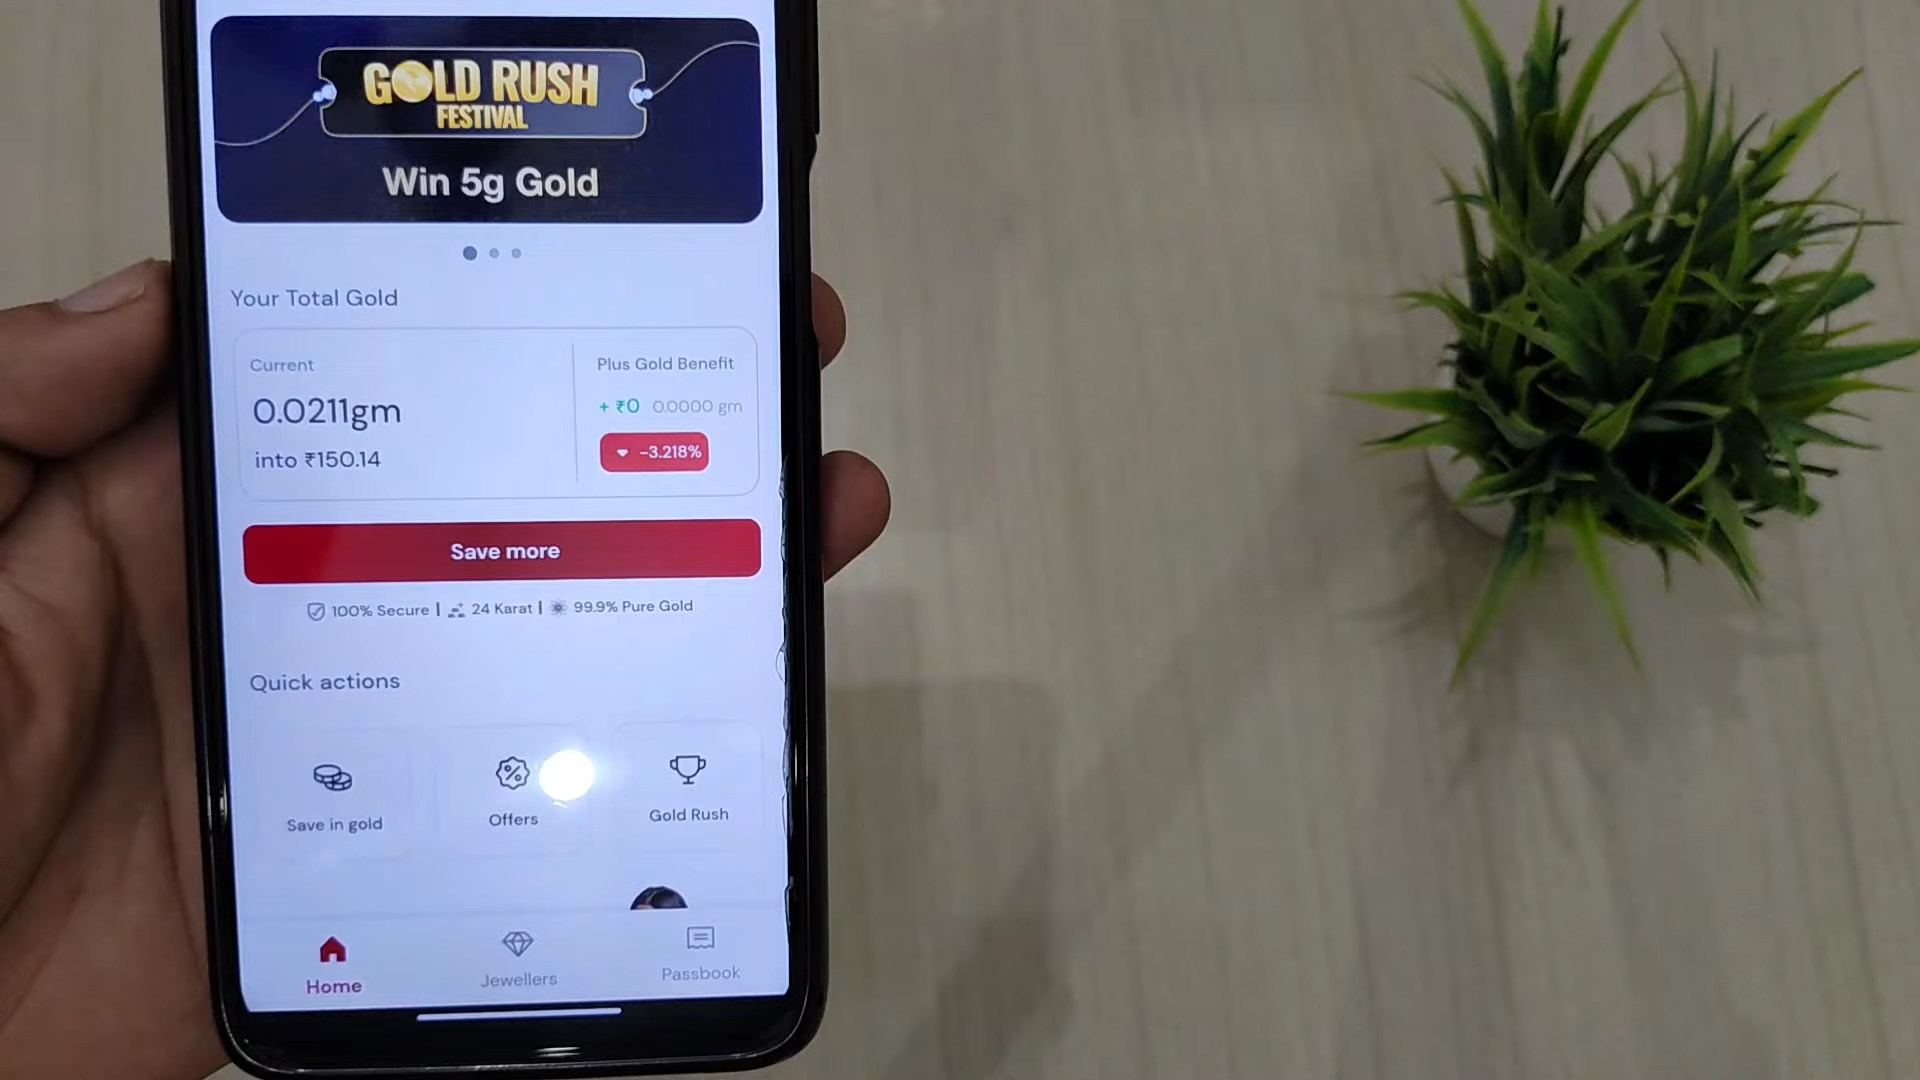 GOLD RUSH
FESTIVAL
Win 5g Gold
Your Total Gold
Current
0.0211gm
into ₹150.14
Plus Gold Benefit
+ ₹0 0.0000 gm
-3.218%
Save more
100% Secure | 24 Karat | 99.9% Pure Gold
Quick actions
Save in gold
Offers
Gold Rush
Home
Jewellers
Passbook